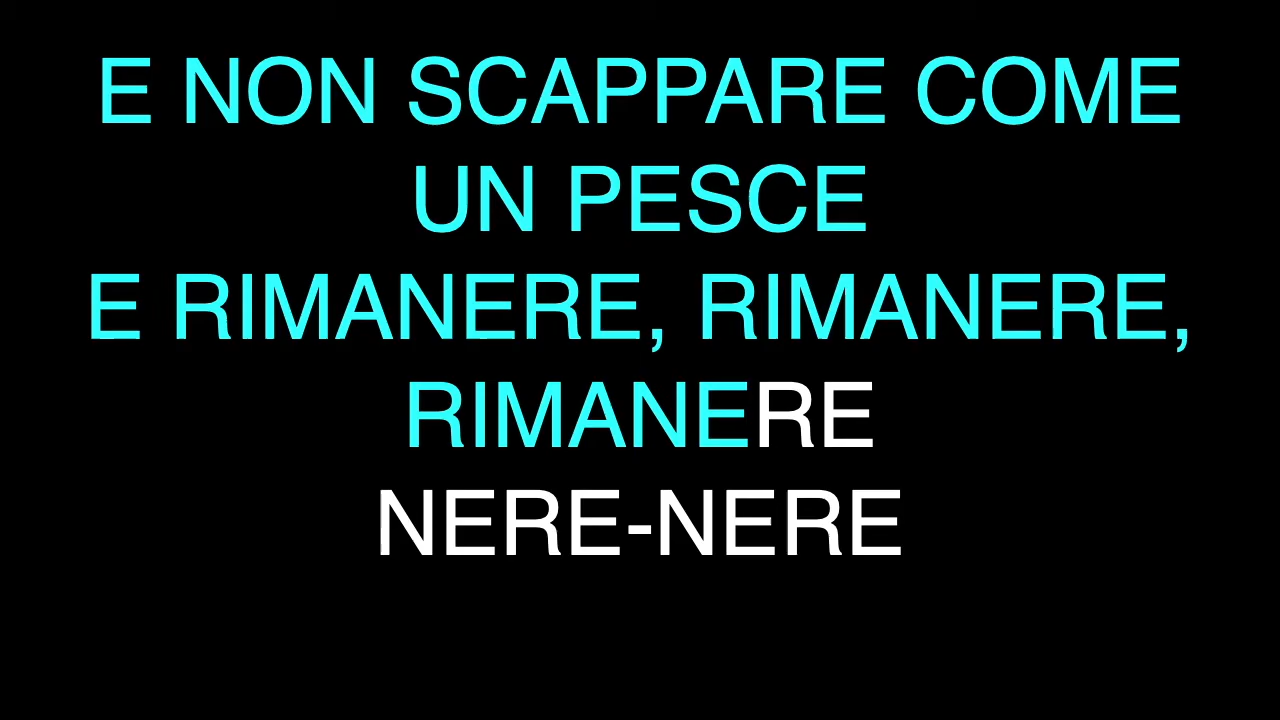 E NON SCAPPARE COME
UN PESCE
E RIMANERE, RIMANERE,
RIMANERE
NERE-NERE